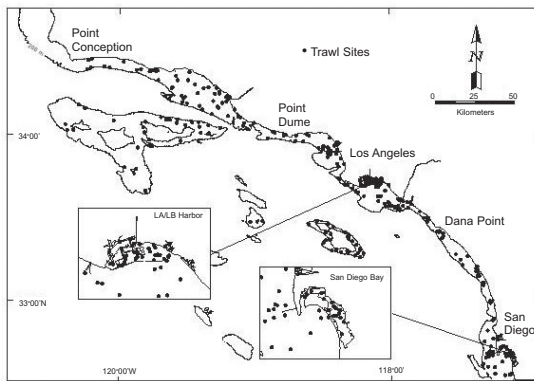 Point
Conception
200 m
Trawl Sites
N
0 25 50
Kilometers
Point
Dume
34°00'
Los Angeles
LA/LB Harbor
Dana Point
San Diego Bay
33°00'N
San
Diego
120°00'W
118°00'